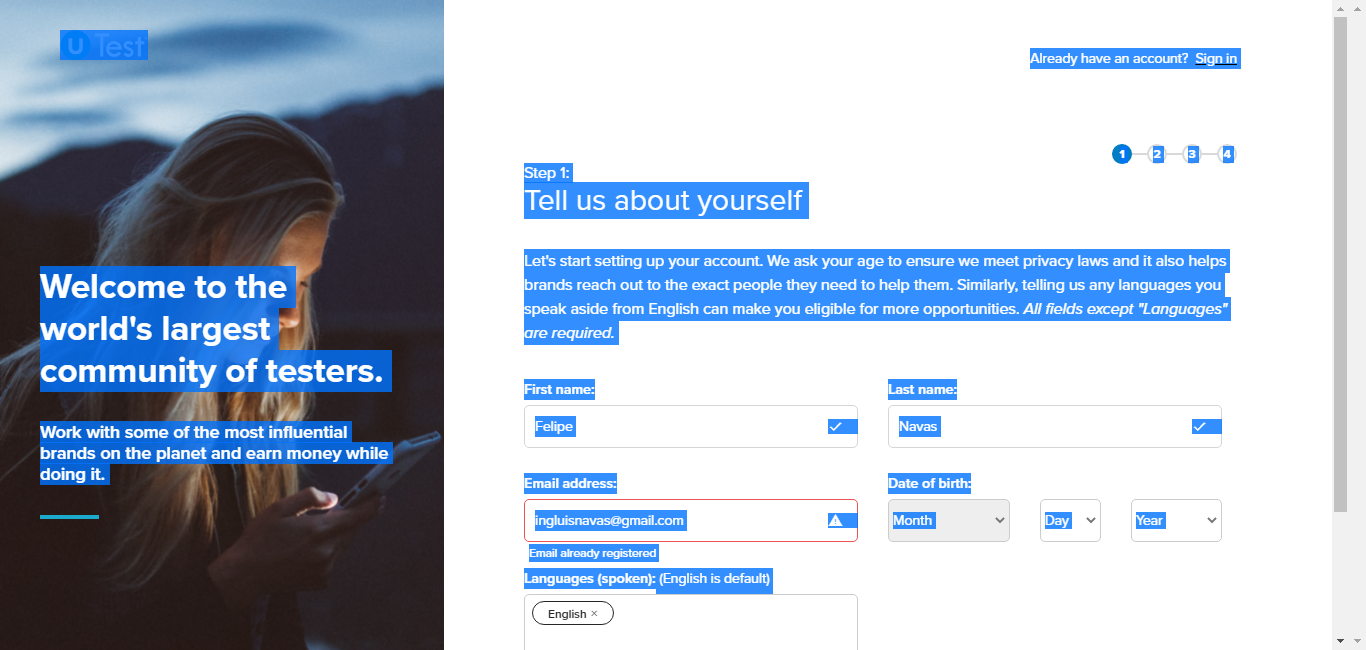 U Test
Already have an account? Sign in
1 2 3 4
Step 1:
Tell us about yourself
Let's start setting up your account. We ask your age to ensure we meet privacy laws and it also helps
brands reach out to the exact people they need to help them. Similarly, telling us any languages you
speak aside from English can make you eligible for more opportunities. All fields except "Languages"
are required.
Welcome to the
world's largest
community of testers.
Work with some of the most influential
brands on the planet and earn money while
doing it.
First name: Last name:
Felipe Navas
Email address: Date of birth:
ingluisnavas@gmail.com Month Day Year
Email already registered
Languages (spoken): (English is default)
English ×